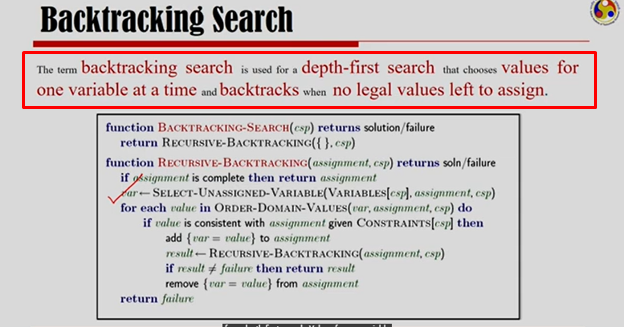 Backtracking Search
The term backtracking search is used for a depth-first search that chooses values for
one variable at a time and backtracks when no legal values left to assign.
function BACKTRACKING-SEARCH(csp) returns solution/failure
return RECURSIVE-BACKTRACKING({ }, csp)
function RECURSIVE-BACKTRACKING(assignment, csp) returns soln/failure
if assignment is complete then return assignment
var ← SELECT-UNASSIGNED-VARIABLE(VARIABLES[csp], assignment, csp)
for each value in ORDER-DOMAIN-VALUES(var, assignment, csp) do
if value is consistent with assignment given CONSTRAINTS[csp] then
add {var = value} to assignment
result ← RECURSIVE-BACKTRACKING(assignment, csp)
if result ≠ failure then return result
remove {var = value} from assignment
return failure